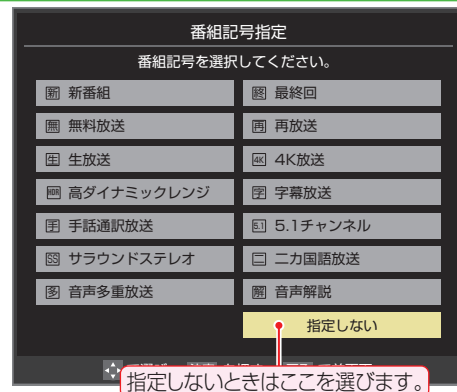 番組記号指定
番組記号を選択してください。
新 新番組
終 最終回
無 無料放送
再 再放送
生 生放送
4K 4K放送
HDR 高ダイナミックレンジ
字 字幕放送
手 手話通訳放送
5.1 5.1チャンネル
SS サラウンドステレオ
二 二カ国語放送
多 音声多重放送
解 音声解説
指定しない
指定しないときはここを選びます。